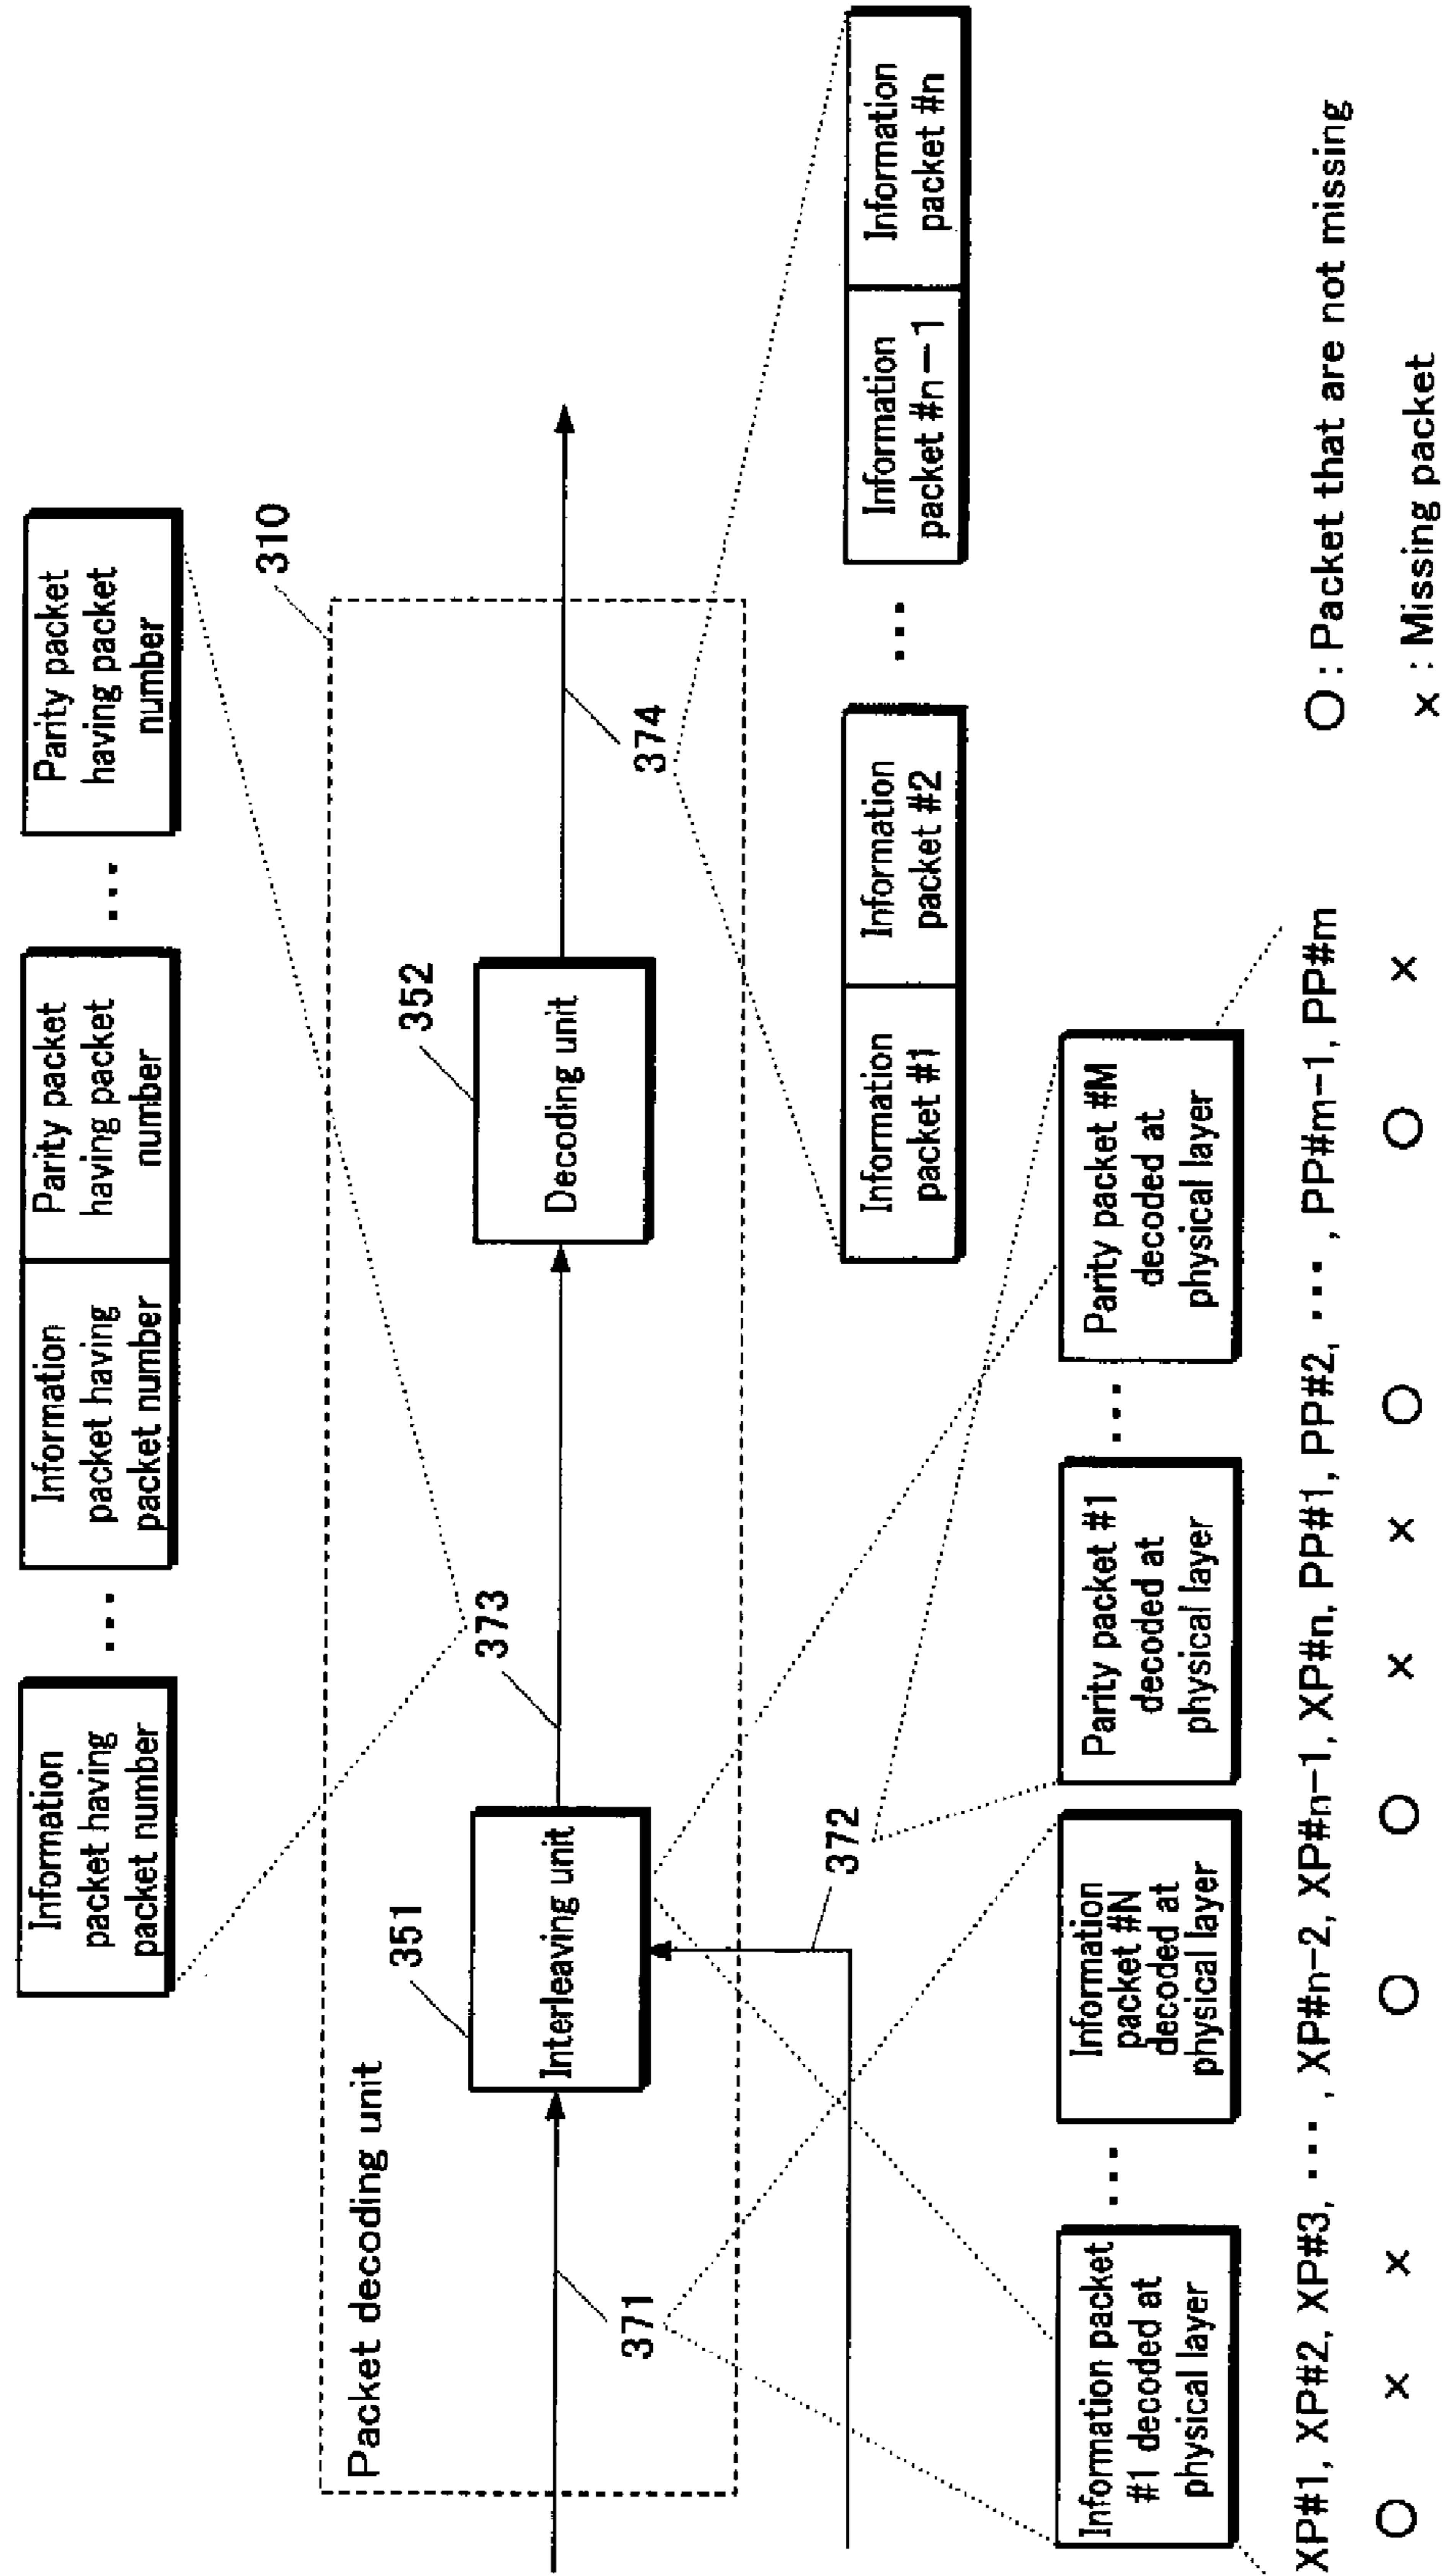 Information
packet having
packet number
...
Information
packet having
packet number
Parity packet
having packet
number
...
Parity packet
having packet
number
310
Packet decoding unit
351
Interleaving unit
373
352
Decoding unit
374
371
372
Information
packet #1
Information
packet #2
...
Information
packet #n-1
Information
packet #n
Information packet
#1 decoded at
physical layer
...
Information
packet #N
decoded at
physical layer
Parity packet #1
decoded at
physical layer
...
Parity packet #M
decoded at
physical layer
XP#1, XP#2, XP#3, ..., XP#n-2, XP#n-1, XP#n, PP#1, PP#2, ..., PP#m-1, PP#m
○ × × ○ ○ × × ○ ○ ×
○ : Packet that are not missing
× : Missing packet